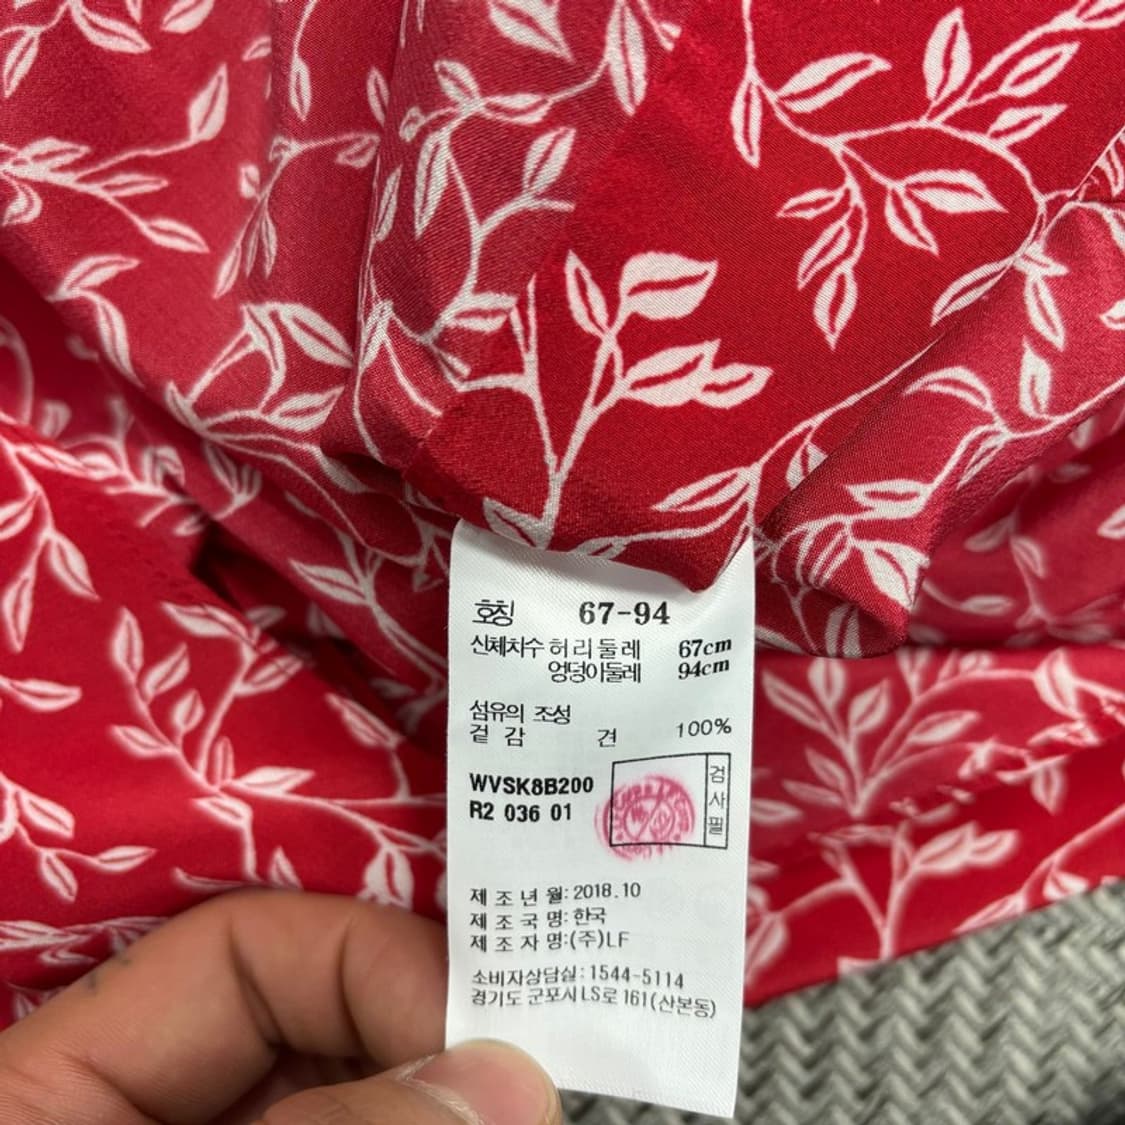 호칭 67-94
신체치수 허리둘레 67cm
엉덩이둘레 94cm
섬유의 조성
겉감 견 100%
WVSK8B200
R2 036 01
검사필
제조년월: 2018.10
제조국명: 한국
제조자명: (주)LF
소비자상담실: 1544-5114
경기도 군포시 LS로 161(산본동)